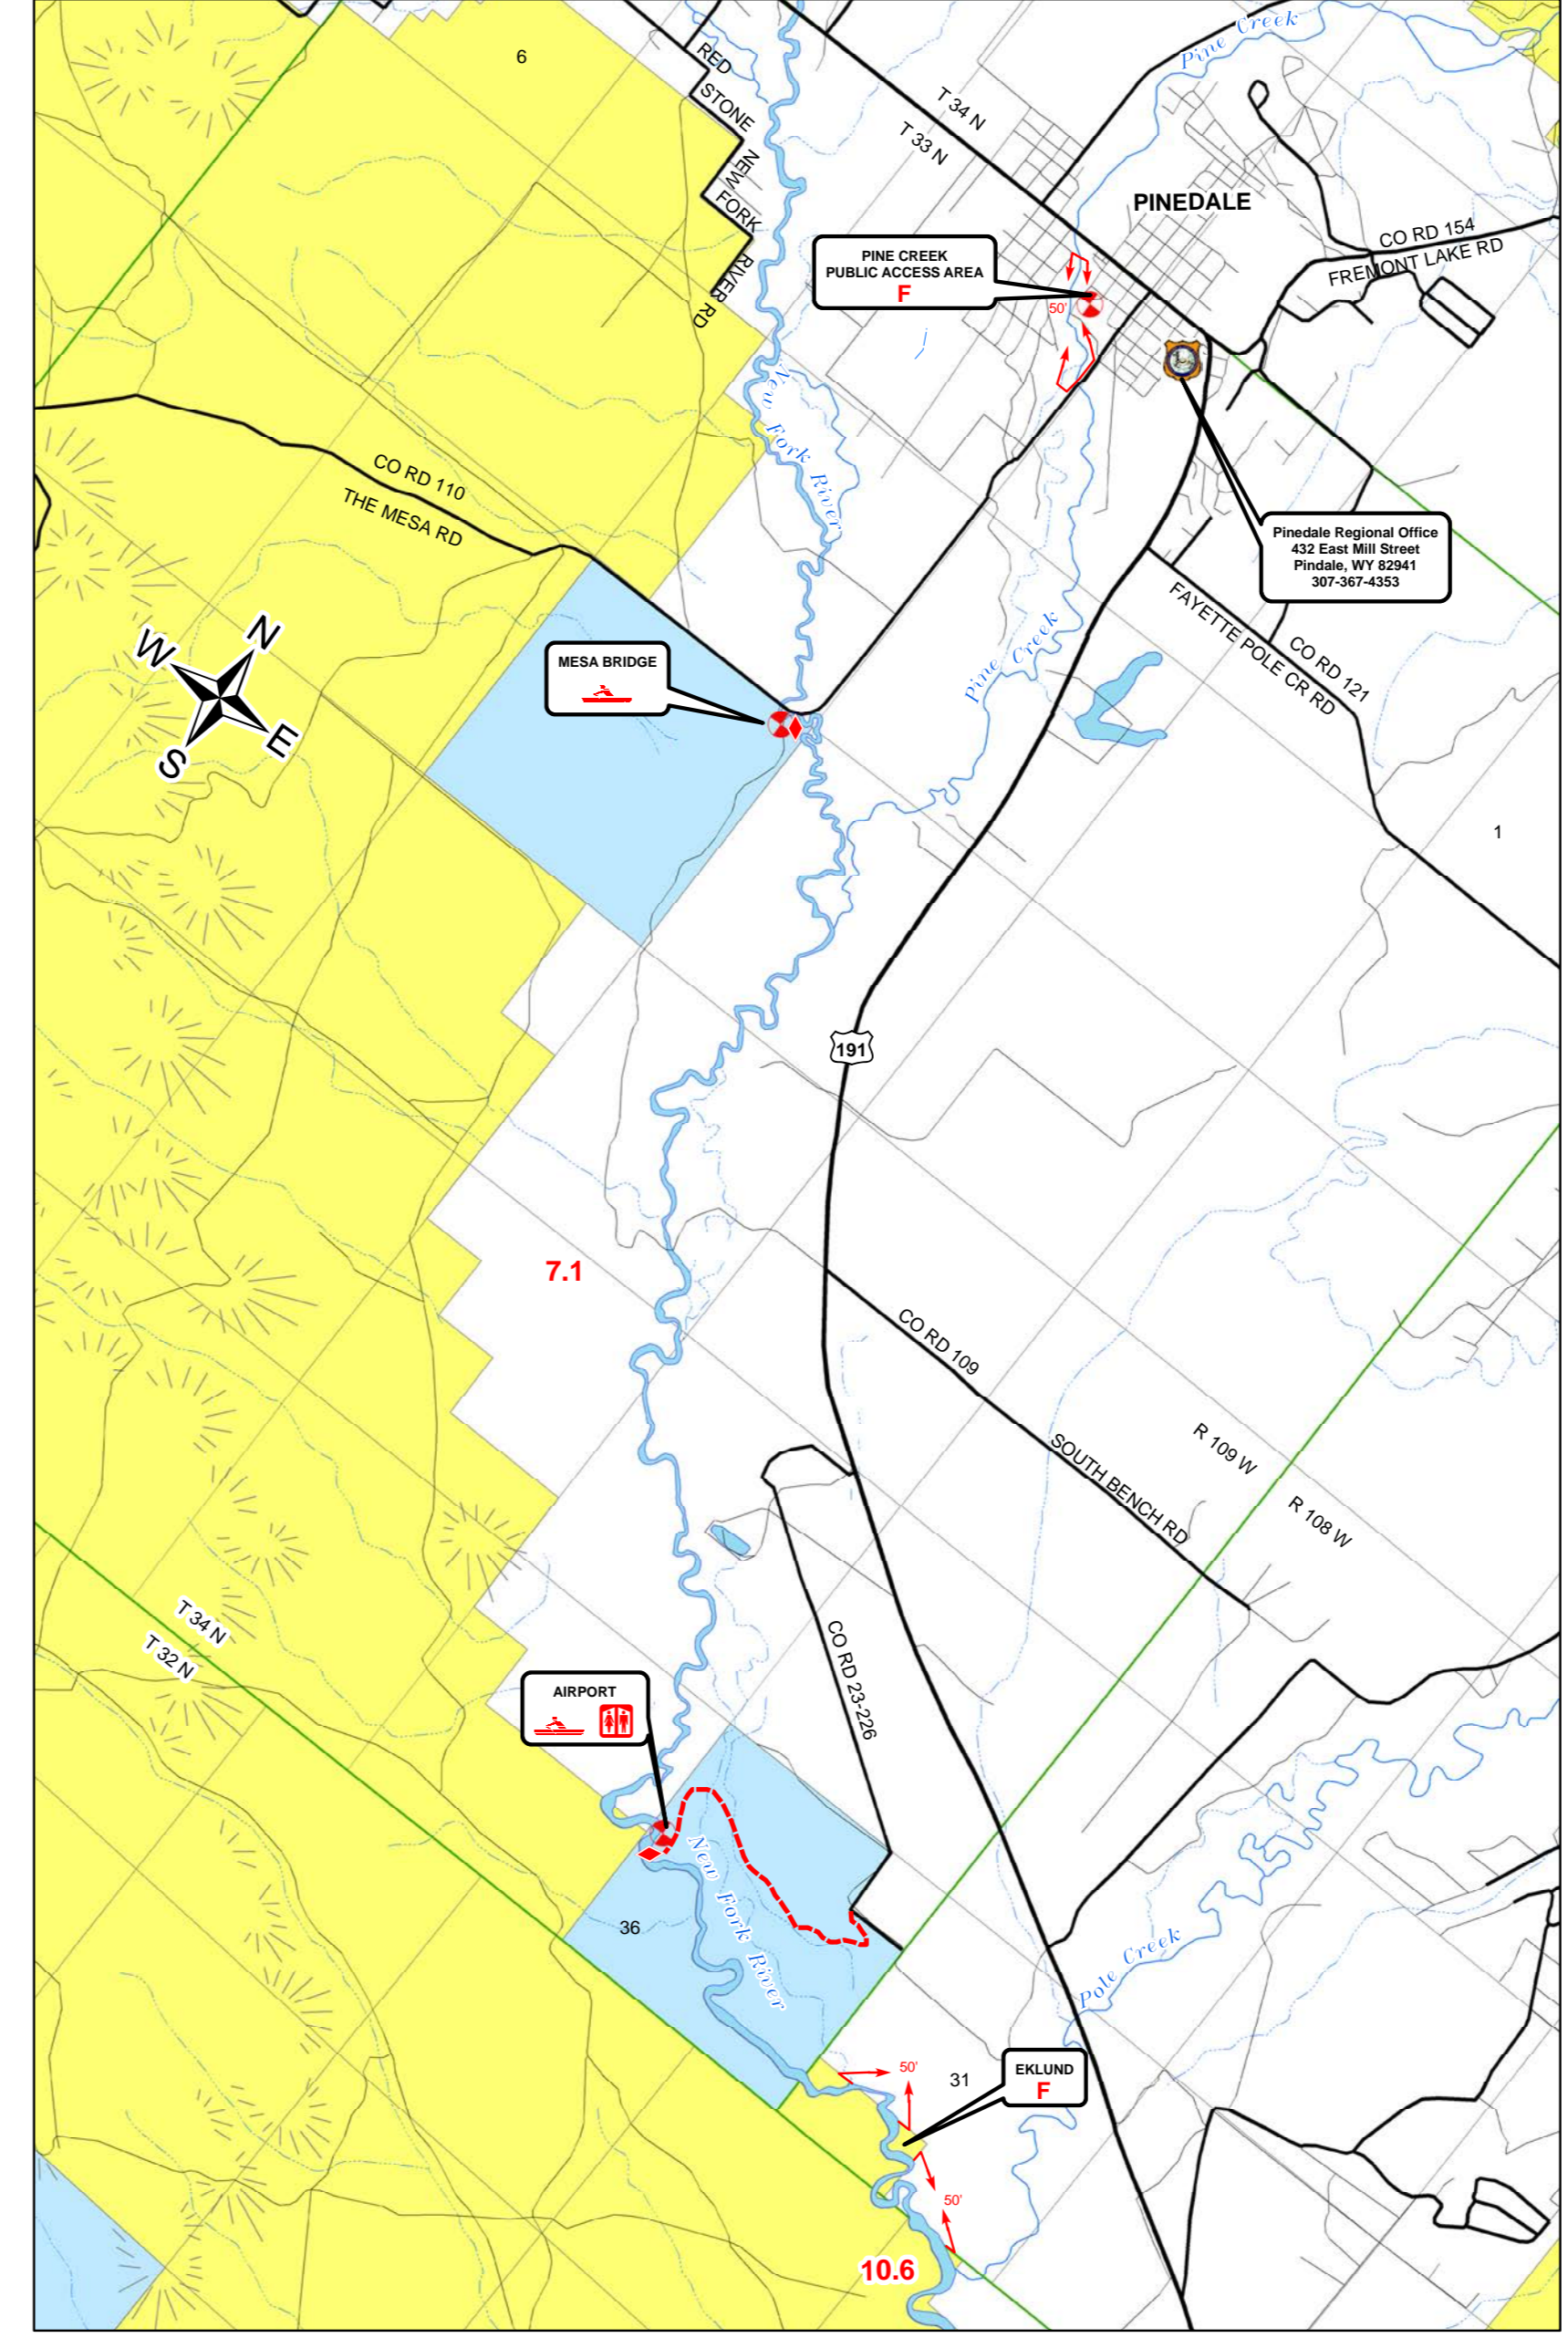 6
RED
STONE
NEW
FORK
RIVER
RD
T 34 N
T 33 N
Pine Creek
PINEDALE
CO RD 154
FREMONT LAKE RD
PINE CREEK
PUBLIC ACCESS AREA
F
50'
New Fork River
CO RD 110
THE MESA RD
Pinedale Regional Office
432 East Mill Street
Pindale, WY 82941
307-367-4353
FAYETTE POLE CR RD
CO RD 121
Pine Creek
N
W
E
S
MESA BRIDGE
1
191
7.1
CO RD 109
SOUTH BENCH RD
R 109 W
R 108 W
T 34 N
T 32 N
CO RD 23-226
AIRPORT
New Fork River
36
Pole Creek
50'
31
EKLUND
F
50'
10.6